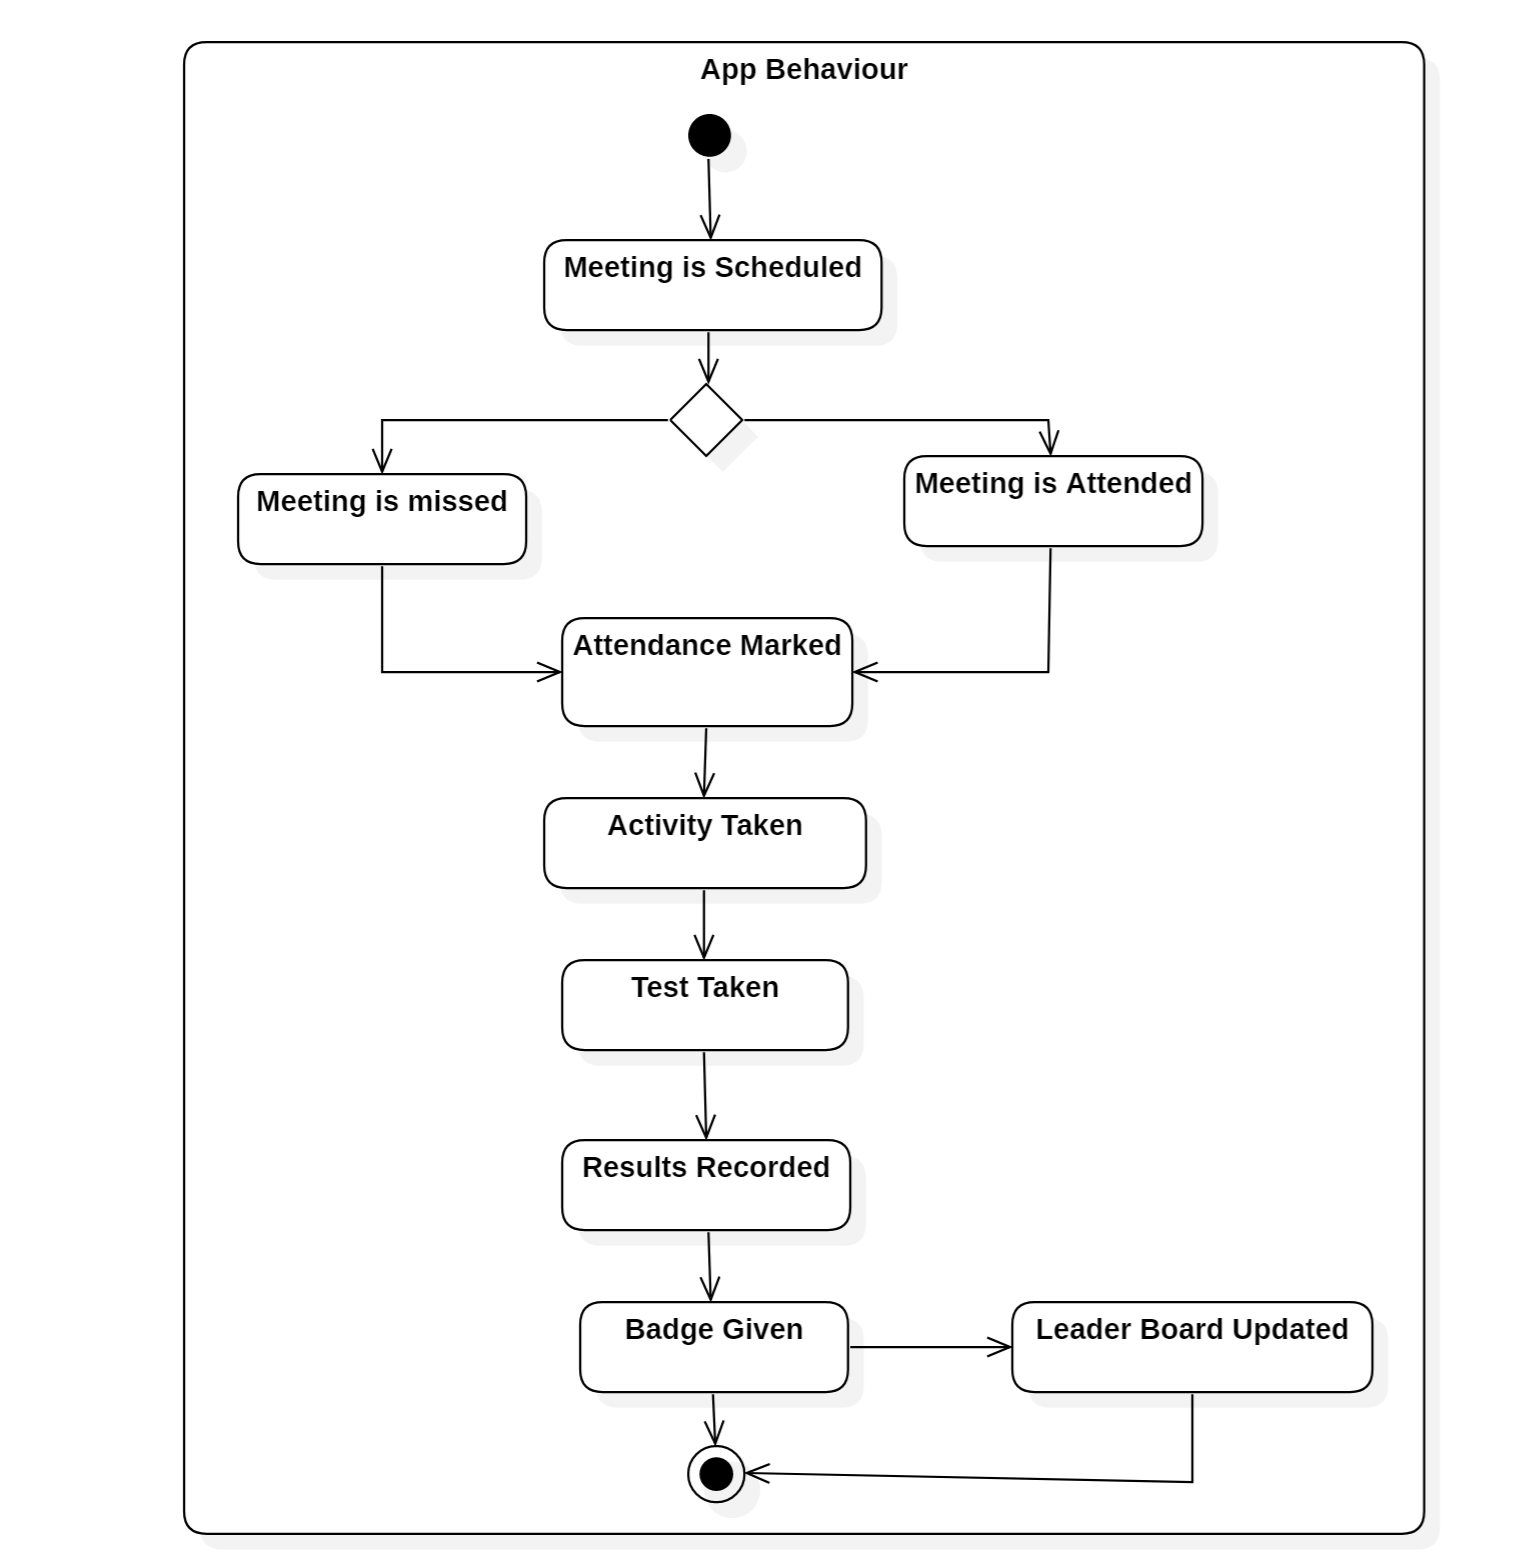 App Behaviour
Meeting is Scheduled
Meeting is missed
Meeting is Attended
Attendance Marked
Activity Taken
Test Taken
Results Recorded
Badge Given
Leader Board Updated